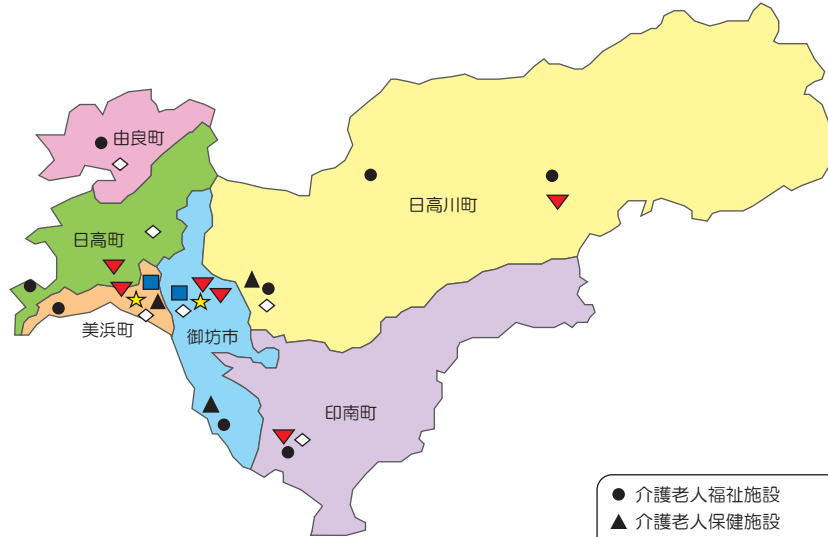 由良町
日高川町
日高町
美浜町
御坊市
印南町
介護老人福祉施設
介護老人保健施設